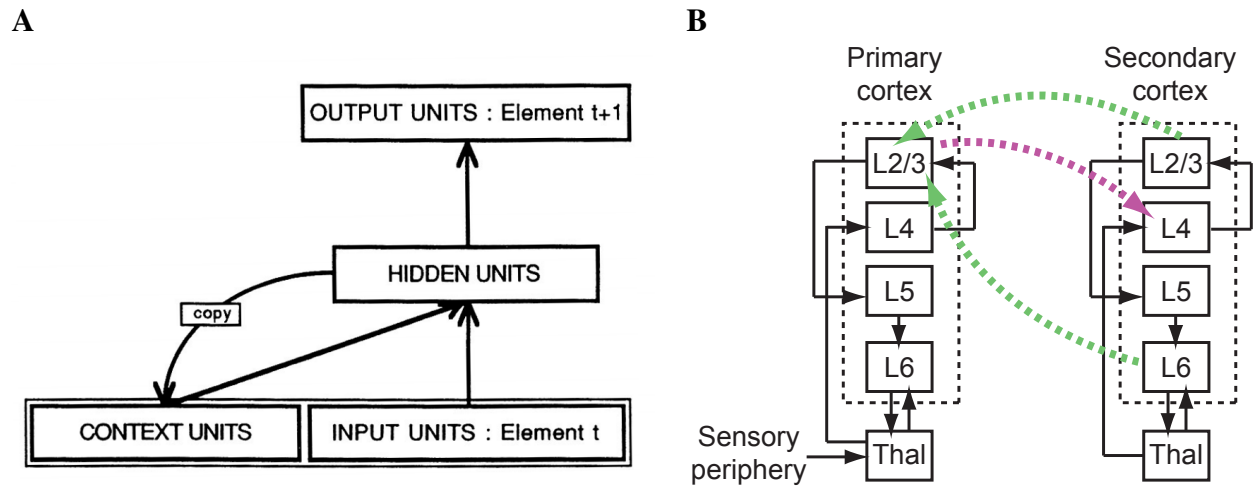 A
OUTPUT UNITS : Element t+1
HIDDEN UNITS
copy
CONTEXT UNITS
INPUT UNITS : Element t
B
Primary
cortex
Secondary
cortex
L2/3
L4
L5
L6
Thal
Sensory
periphery
L2/3
L4
L5
L6
Thal